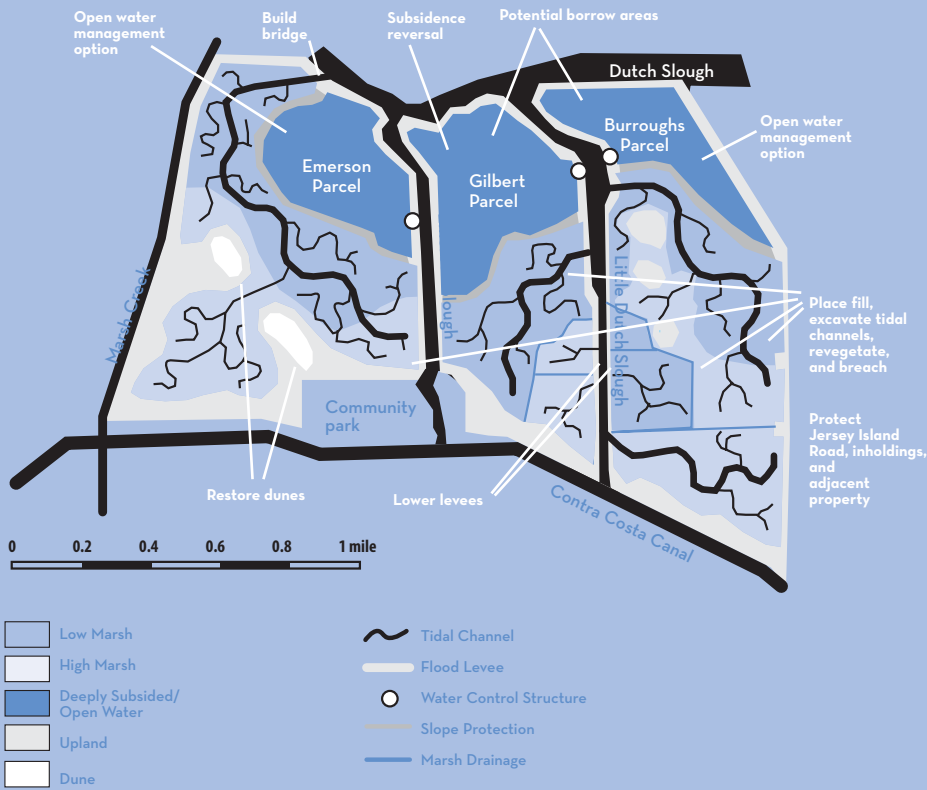 Open water
management
option
Build
bridge
Subsidence
reversal
Potential borrow areas
Dutch Slough
Burroughs
Parcel
Open water
management
option
Emerson
Parcel
Gilbert
Parcel
Marsh Creek
lough
Little Dutch Slough
Place fill,
excavate tidal
channels,
revegetate,
and breach
Community
park
Protect
Jersey Island
Road, inholdings,
and
adjacent
property
Restore dunes
Lower levees
Contra Costa Canal
0 0.2 0.4 0.6 0.8 1 mile
Low Marsh
High Marsh
Deeply Subsided/
Open Water
Upland
Dune
Tidal Channel
Flood Levee
Water Control Structure
Slope Protection
Marsh Drainage